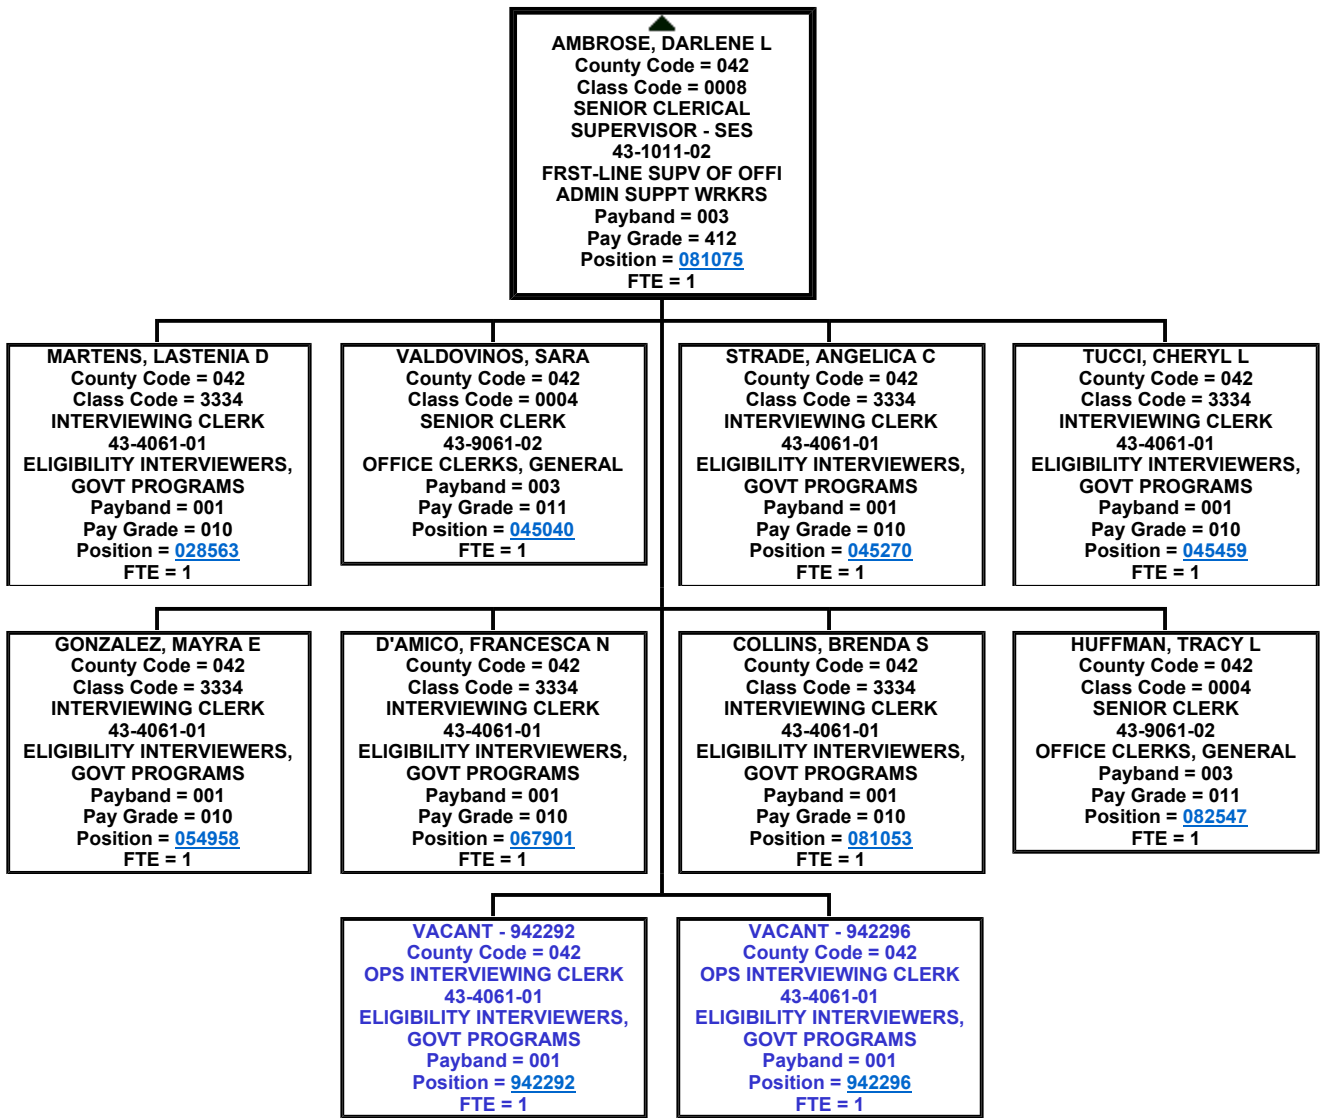 AMBROSE, DARLENE L
County Code = 042
Class Code = 0008
SENIOR CLERICAL
SUPERVISOR - SES
43-1011-02
FRST-LINE SUPV OF OFFI
ADMIN SUPPT WRKRS
Payband = 003
Pay Grade = 412
Position = 081075
FTE = 1
MARTENS, LASTENIA D
County Code = 042
Class Code = 3334
INTERVIEWING CLERK
43-4061-01
ELIGIBILITY INTERVIEWERS,
GOVT PROGRAMS
Payband = 001
Pay Grade = 010
Position = 028563
FTE = 1
VALDOVINOS, SARA
County Code = 042
Class Code = 0004
SENIOR CLERK
43-9061-02
OFFICE CLERKS, GENERAL
Payband = 003
Pay Grade = 011
Position = 045040
FTE = 1
STRADE, ANGELICA C
County Code = 042
Class Code = 3334
INTERVIEWING CLERK
43-4061-01
ELIGIBILITY INTERVIEWERS,
GOVT PROGRAMS
Payband = 001
Pay Grade = 010
Position = 045270
FTE = 1
TUCCI, CHERYL L
County Code = 042
Class Code = 3334
INTERVIEWING CLERK
43-4061-01
ELIGIBILITY INTERVIEWERS,
GOVT PROGRAMS
Payband = 001
Pay Grade = 010
Position = 045459
FTE = 1
GONZALEZ, MAYRA E
County Code = 042
Class Code = 3334
INTERVIEWING CLERK
43-4061-01
ELIGIBILITY INTERVIEWERS,
GOVT PROGRAMS
Payband = 001
Pay Grade = 010
Position = 054958
FTE = 1
D'AMICO, FRANCESCA N
County Code = 042
Class Code = 3334
INTERVIEWING CLERK
43-4061-01
ELIGIBILITY INTERVIEWERS,
GOVT PROGRAMS
Payband = 001
Pay Grade = 010
Position = 067901
FTE = 1
COLLINS, BRENDA S
County Code = 042
Class Code = 3334
INTERVIEWING CLERK
43-4061-01
ELIGIBILITY INTERVIEWERS,
GOVT PROGRAMS
Payband = 001
Pay Grade = 010
Position = 081053
FTE = 1
HUFFMAN, TRACY L
County Code = 042
Class Code = 0004
SENIOR CLERK
43-9061-02
OFFICE CLERKS, GENERAL
Payband = 003
Pay Grade = 011
Position = 082547
FTE = 1
VACANT - 942292
County Code = 042
OPS INTERVIEWING CLERK
43-4061-01
ELIGIBILITY INTERVIEWERS,
GOVT PROGRAMS
Payband = 001
Position = 942292
FTE = 1
VACANT - 942296
County Code = 042
OPS INTERVIEWING CLERK
43-4061-01
ELIGIBILITY INTERVIEWERS,
GOVT PROGRAMS
Payband = 001
Position = 942296
FTE = 1